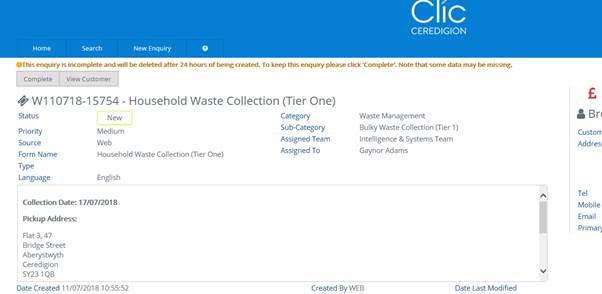 Clic
CEREDIGION
Home Search New Enquiry
This enquiry is incomplete and will be deleted after 24 hours of being created. To keep this enquiry please click 'Complete'. Note that some data may be missing.
Complete View Customer
W110718-15754 - Household Waste Collection (Tier One)
£
Status New Category Waste Management
Priority Medium Sub-Category Bulky Waste Collection (Tier 1)
Source Web Assigned Team Intelligence & Systems Team
Form Name Household Waste Collection (Tier One) Assigned To Gaynor Adams
Type
Language English
Bro
Custom
Addres
Collection Date: 17/07/2018
Pickup Address:
Flat 3, 47
Bridge Street
Aberystwyth
Ceredigion
SY23 1QB
Tel
Mobile
Email
Primary
Date Created 11/07/2018 10:55:52 Created By WEB Date Last Modified